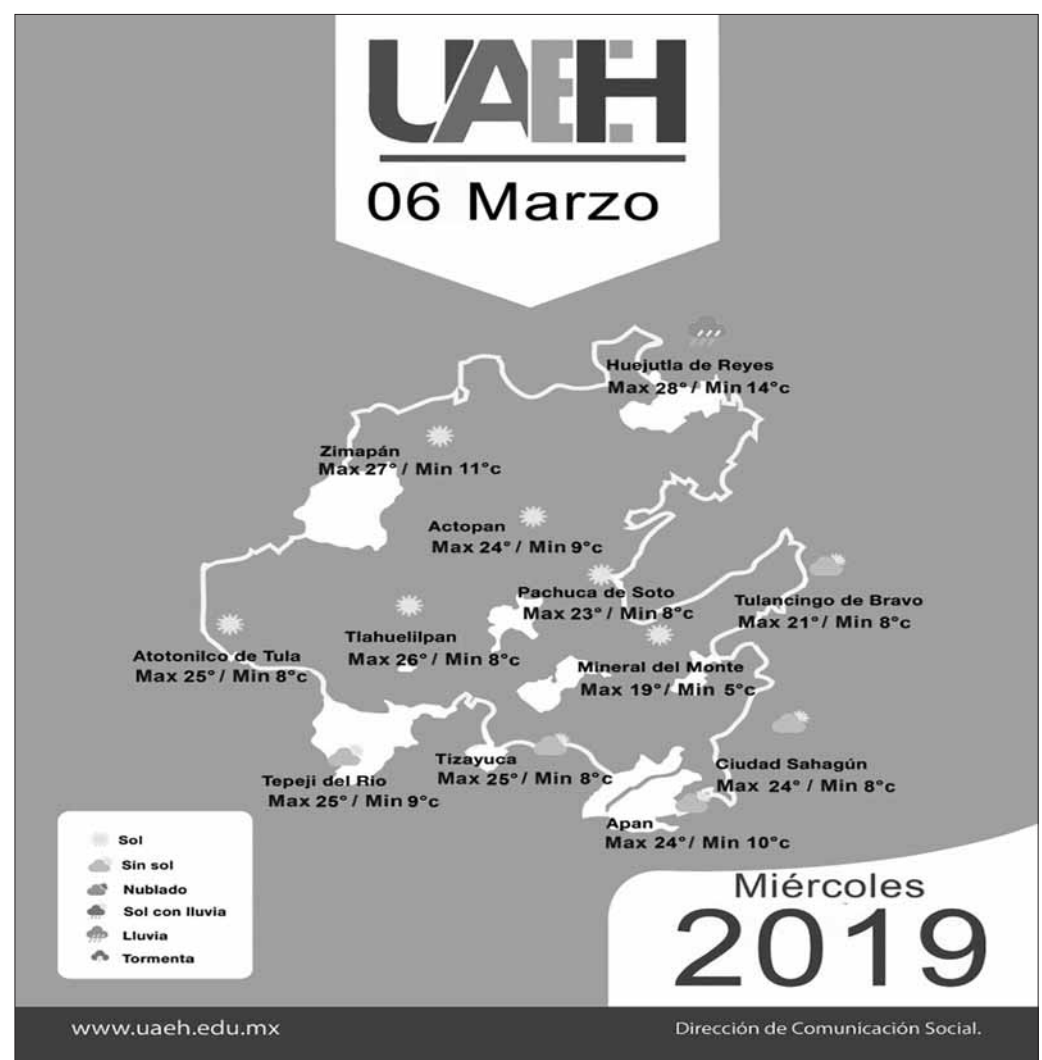 UAEH
06 Marzo
Huejutla de Reyes
Max 28° / Min 14°c
Zimapán
Max 27° / Min 11°c
Actopan
Max 24° / Min 9°c
Pachuca de Soto
Max 23° / Min 8°c
Tulancingo de Bravo
Max 21° / Min 8°c
Tlahuelilpan
Max 26° / Min 8°c
Atotonilco de Tula
Max 25° / Min 8°c
Mineral del Monte
Max 19° / Min 5°c
Tizayuca
Max 25° / Min 8°c
Ciudad Sahagún
Max 24° / Min 8°c
Tepeji del Rio
Max 25° / Min 9°c
Apan
Max 24° / Min 10°c
Sol
Sin sol
Nublado
Sol con lluvia
Lluvia
Tormenta
Miércoles
2019
www.uaeh.edu.mx
Dirección de Comunicación Social.